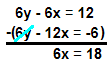 6y - 6x = 12
-(6y - 12x = -6)
6x = 18